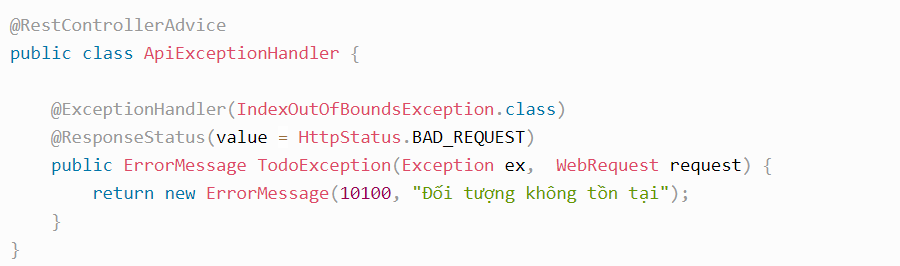 @RestControllerAdvice
public class ApiExceptionHandler {
@ExceptionHandler(IndexOutOfBoundsException.class)
@ResponseStatus(value = HttpStatus.BAD_REQUEST)
public ErrorMessage TodoException(Exception ex,  WebRequest request) {
return new ErrorMessage(10100, "Đối tượng không tồn tại");
}
}